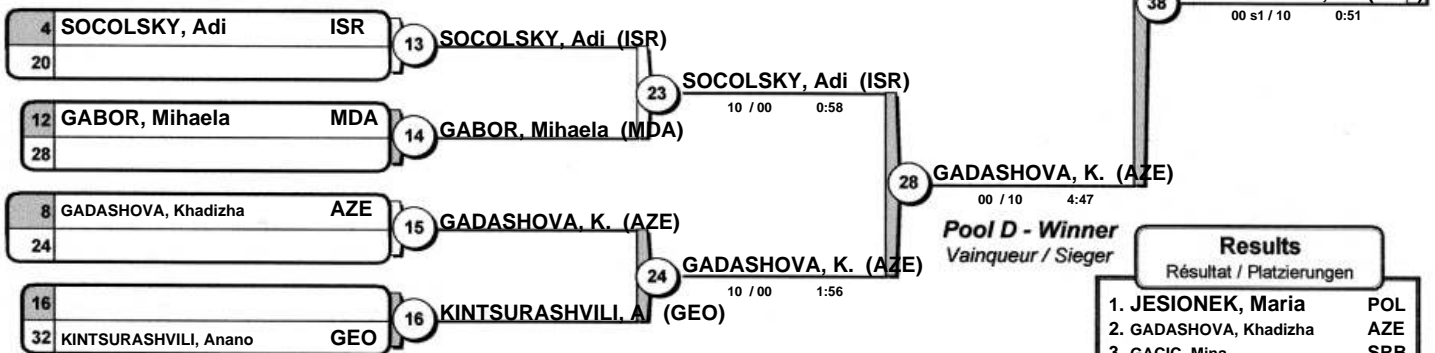 38
00 s1 / 10 0:51
4 SOCOLSKY, Adi ISR
20
13 SOCOLSKY, Adi (ISR)
23 SOCOLSKY, Adi (ISR)
10 / 00 0:58
12 GABOR, Mihaela MDA
28
14 GABOR, Mihaela (MDA)
28 GADASHOVA, K. (AZE)
00 / 10 4:47
8 GADASHOVA, Khadizha AZE
24
15 GADASHOVA, K. (AZE)
24 GADASHOVA, K. (AZE)
10 / 00 1:56
16
32 KINTSURASHVILI, Anano GEO
16 KINTSURASHVILI, A. (GEO)
Pool D - Winner
Vainqueur / Sieger
Results
Résultat / Platzierungen
1. JESIONEK, Maria POL
2. GADASHOVA, Khadizha AZE
3. GACIC, Mina SRB